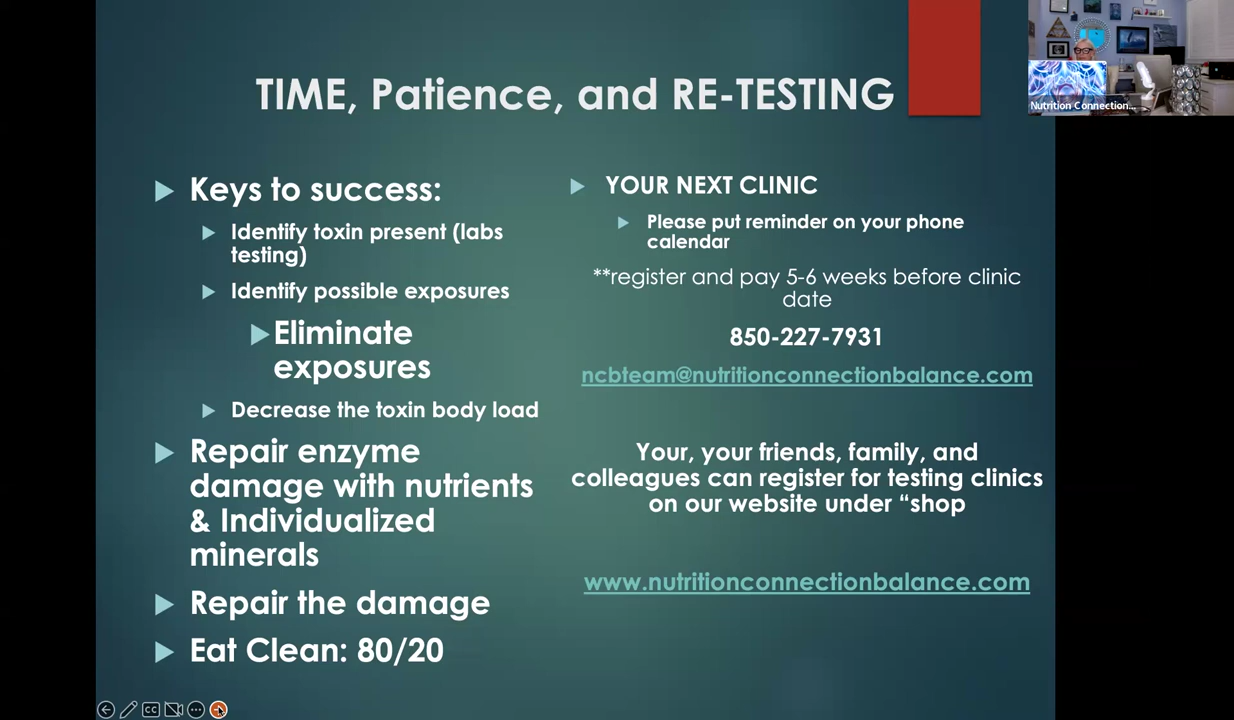 TIME, Patience, and RE-TESTING
Keys to success:
Identify toxin present (labs
testing)
Identify possible exposures
Eliminate
exposures
Decrease the toxin body load
Repair enzyme
damage with nutrients
& Individualized
minerals
Repair the damage
Eat Clean: 80/20
YOUR NEXT CLINIC
Please put reminder on your phone
calendar
**register and pay 5-6 weeks before clinic
date
850-227-7931
ncbteam@nutritionconnectionbalance.com
Your, your friends, family, and
colleagues can register for testing clinics
on our website under “shop
www.nutritionconnectionbalance.com
Nutrition Connection...
CC